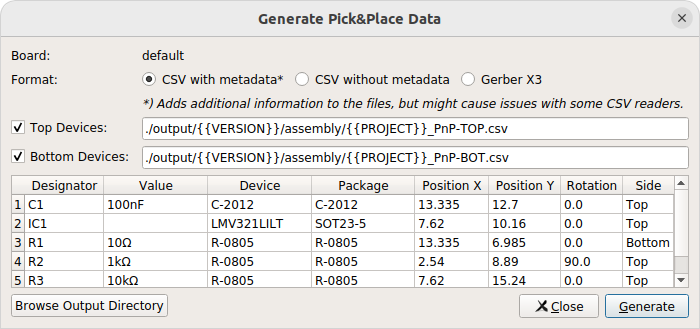 Generate Pick&Place Data
Board: default
Format: CSV with metadata* CSV without metadata Gerber X3
*) Adds additional information to the files, but might cause issues with some CSV readers.
Top Devices: ./output/{{VERSION}}/assembly/{{PROJECT}}_PnP-TOP.csv
Bottom Devices: ./output/{{VERSION}}/assembly/{{PROJECT}}_PnP-BOT.csv
Designator Value Device Package Position X Position Y Rotation Side
1 C1 100nF C-2012 C-2012 13.335 12.7 0.0 Top
2 IC1 LMV321LILT SOT23-5 7.62 10.16 0.0 Top
3 R1 10Ω R-0805 R-0805 13.335 6.985 0.0 Bottom
4 R2 1kΩ R-0805 R-0805 2.54 8.89 90.0 Top
5 R3 10kΩ R-0805 R-0805 7.62 15.24 0.0 Top
Browse Output Directory Close Generate